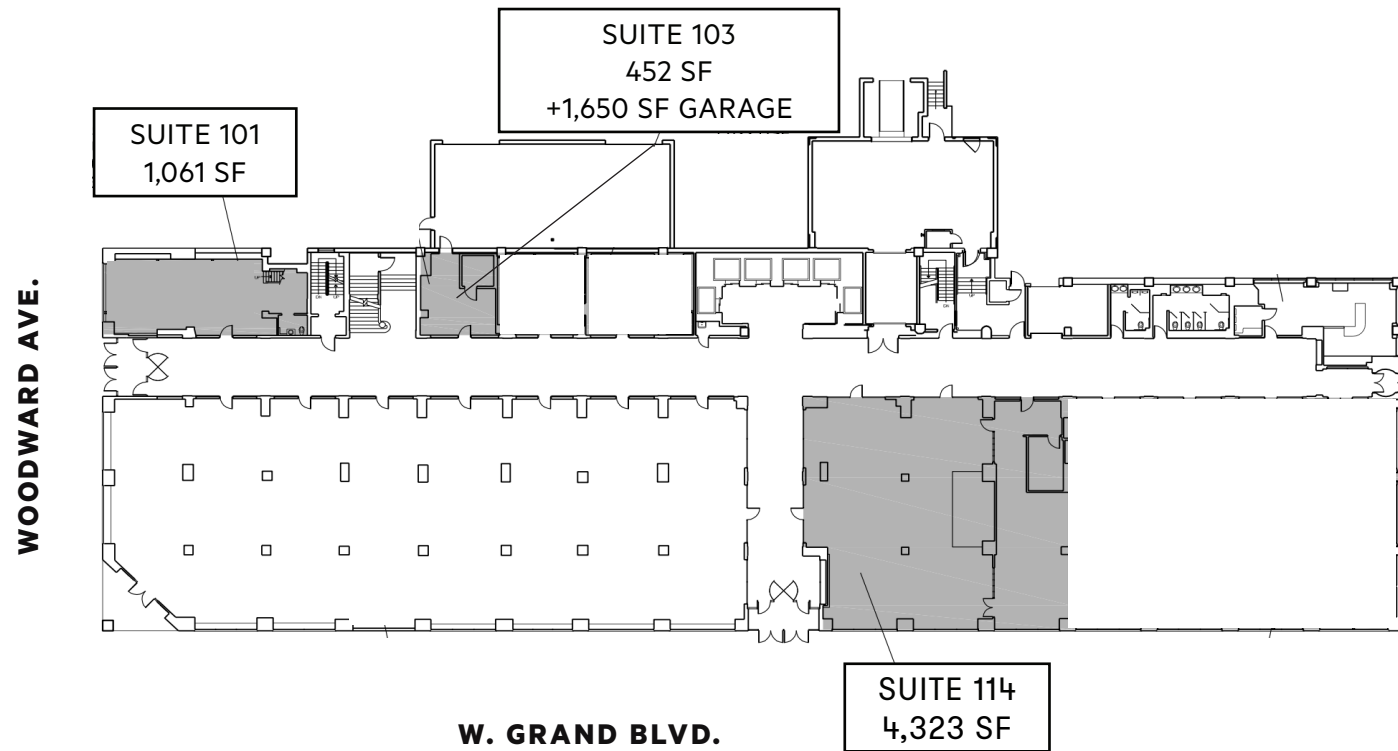 SUITE 103
452 SF
+1,650 SF GARAGE
SUITE 101
1,061 SF
WOODWARD AVE.
SUITE 114
4,323 SF
W. GRAND BLVD.